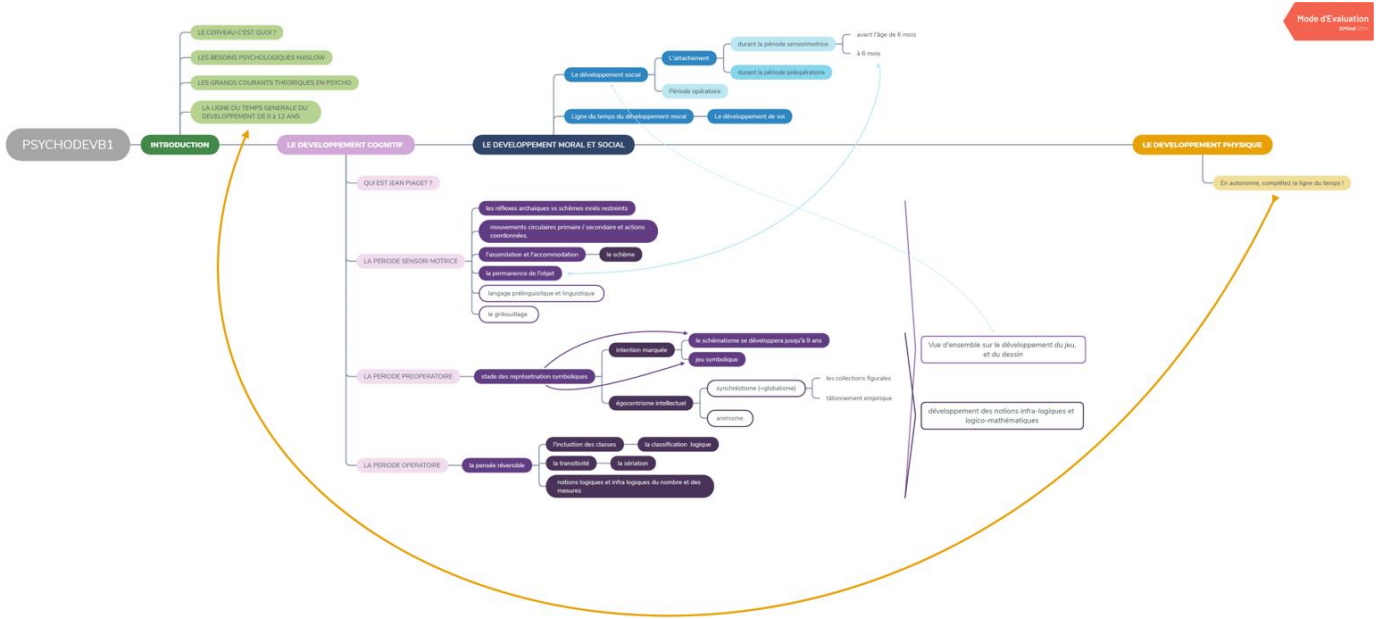 Mode d'Evaluation
XMind:ZEN
LE CERVEAU C'EST QUOI ?
LES BESOINS PSYCHOLOGIQUES MASLOW
LES GRANDS COURANTS THEORIQUES EN PSYCHO
LA LIGNE DU TEMPS GENERALE DU
DEVELOPPEMENT DE 0 à 12 ANS
PSYCHODEVB1
INTRODUCTION
LE DEVELOPPEMENT COGNITIF
LE DEVELOPPEMENT MORAL ET SOCIAL
LE DEVELOPPEMENT PHYSIQUE
Le développement social
L'attachement
durant la période sensorimotrice
avant l'âge de 6 mois
à 6 mois
durant la période préopératoire
Période opératoire
Ligne du temps du développement moral
Le développement de soi
En autonomie, complétez la ligne du temps !
QUI EST JEAN PIAGET ?
LA PERIODE SENSORI MOTRICE
les réflexes archaïques vs schèmes innés restreints
mouvements circulaires primaire / secondaire et actions
coordonnées.
l'assimilation et l'accommodation
le schème
la permanence de l'objet
langage prélinguisitque et linguistique
le gribouillage
LA PERIODE PREOPERATOIRE
stade des représetnation symboliques
intention marquée
le schématisme se développera jusqu'à 9 ans
jeu symbolique
égocentrisme intellectuel
synchréstisme (=globalisme)
les collections figurales
tâtonnement empirique
animisme
LA PERIODE OPERATOIRE
la pensée réversible
l'inclustion des classes
la classification logique
la transitivité
la sériation
notions logiques et infra logiques du nombre et des
mesures
Vue d'ensemble sur le développement du jeu,
et du dessin
développement des notions infra-logiques et
logico-mathématiques